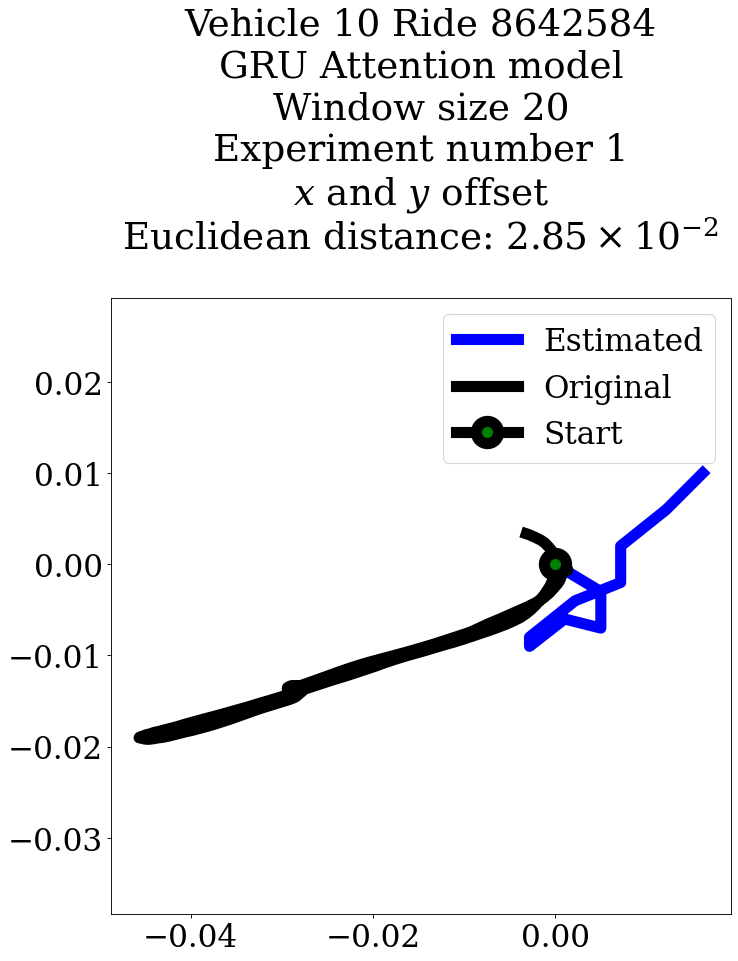 Vehicle 10 Ride 8642584
GRU Attention model
Window size 20
Experiment number 1
x and y offset
Euclidean distance: 2.85 × 10⁻²
Estimated
Original
Start
0.02
0.01
0.00
−0.01
−0.02
−0.03
−0.04
−0.02
0.00